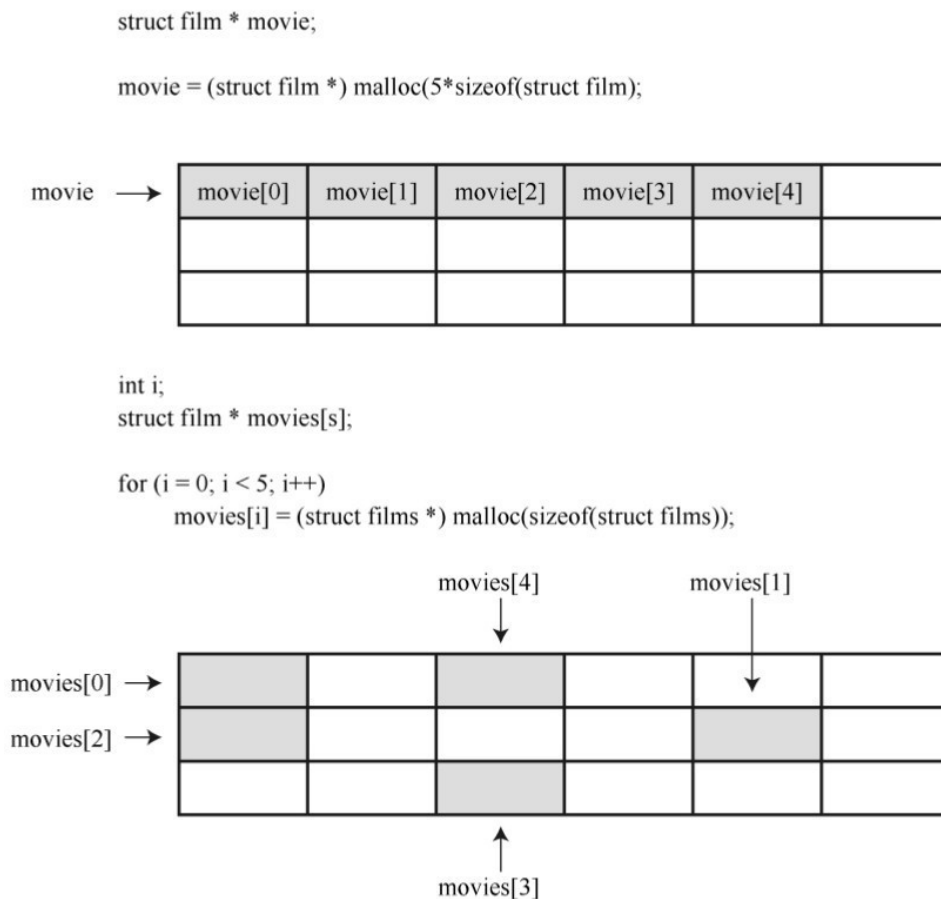 struct film * movie;
movie = (struct film *) malloc(5*sizeof(struct film);
movie movie[0] movie[1] movie[2] movie[3] movie[4]
int i;
struct film * movies[s];
for (i = 0; i < 5; i++)
movies[i] = (struct films *) malloc(sizeof(struct films));
movies[4] movies[1]
movies[0]
movies[2]
movies[3]